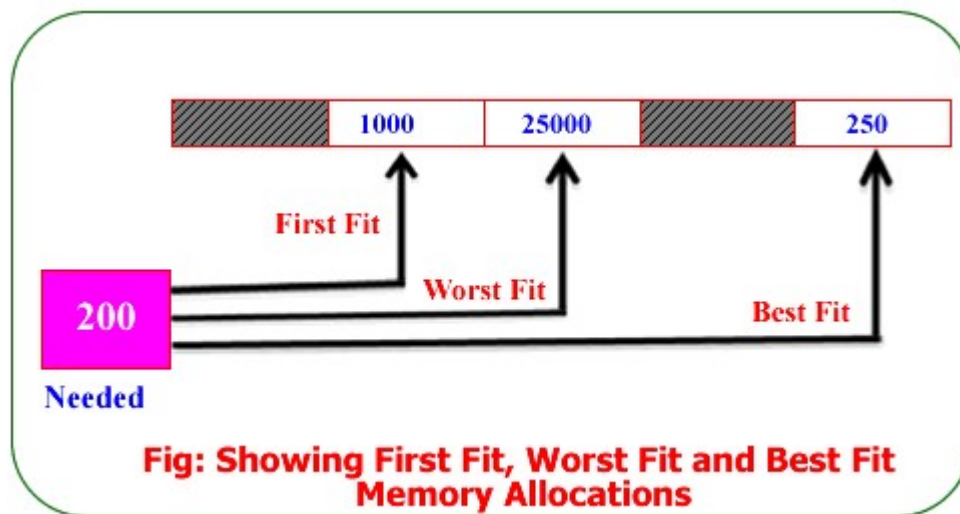 1000 25000 250
First Fit
Worst Fit
Best Fit
200
Needed
Fig: Showing First Fit, Worst Fit and Best Fit
Memory Allocations